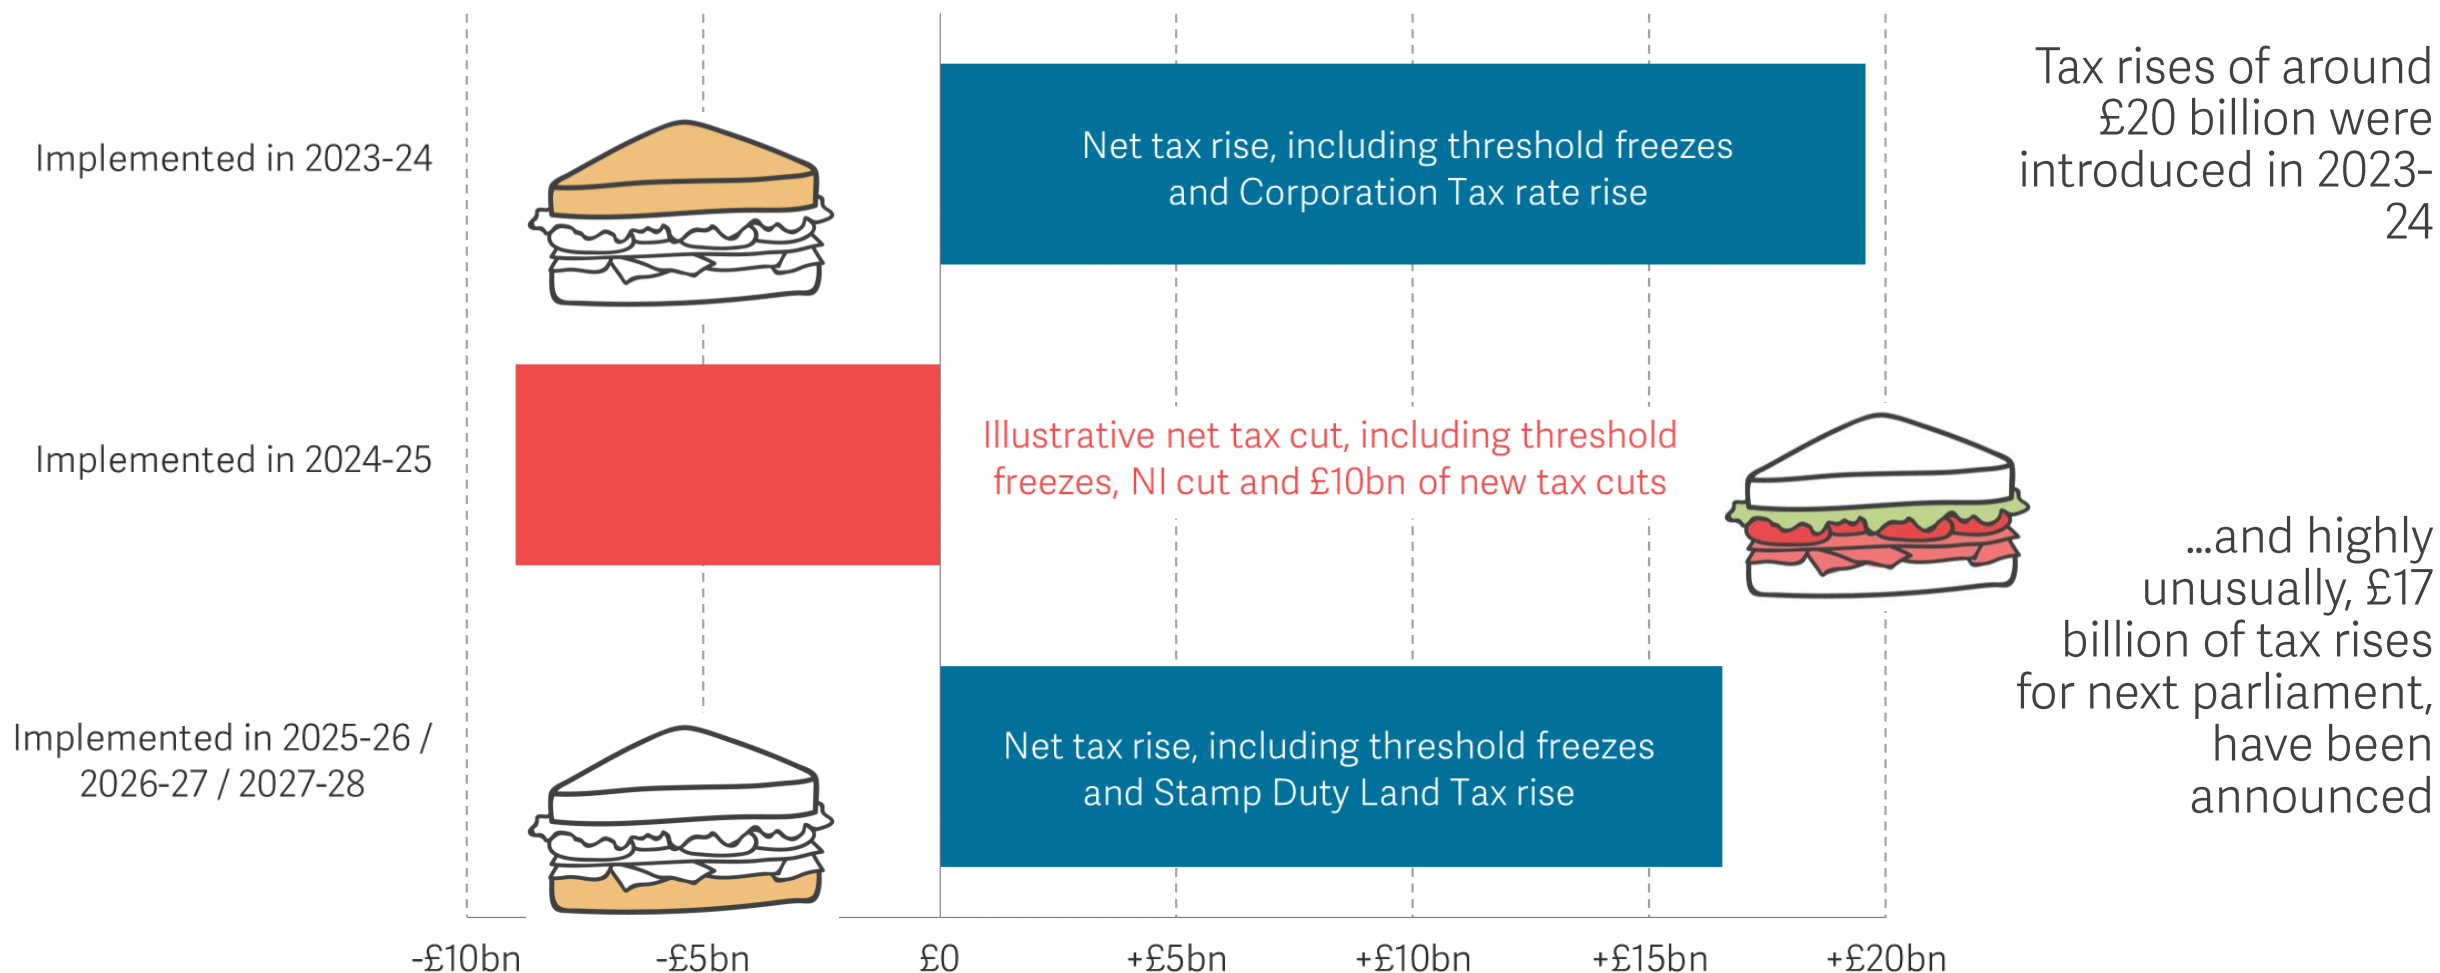 Tax rises of around
£20 billion were
introduced in 2023-
24
Implemented in 2023-24
Net tax rise, including threshold freezes
and Corporation Tax rate rise
Implemented in 2024-25
Illustrative net tax cut, including threshold
freezes, NI cut and £10bn of new tax cuts
...and highly
unusually, £17
billion of tax rises
for next parliament,
have been
announced
Implemented in 2025-26 /
2026-27 / 2027-28
Net tax rise, including threshold freezes
and Stamp Duty Land Tax rise
-£10bn -£5bn £0 +£5bn +£10bn +£15bn +£20bn